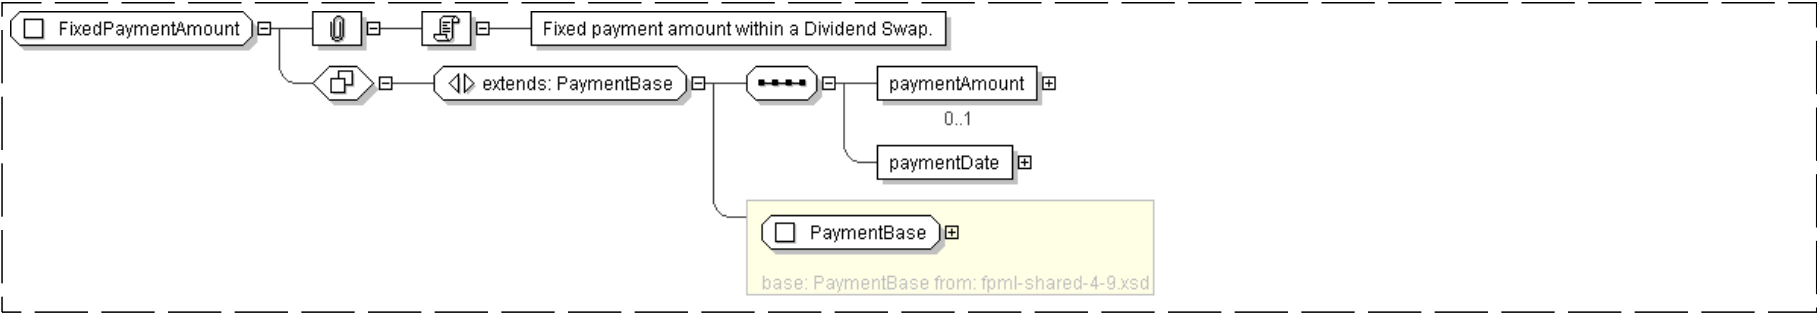 FixedPaymentAmount
Fixed payment amount within a Dividend Swap.
extends: PaymentBase
paymentAmount
0..1
paymentDate
PaymentBase
base: PaymentBase from: fpml-shared-4-9.xsd